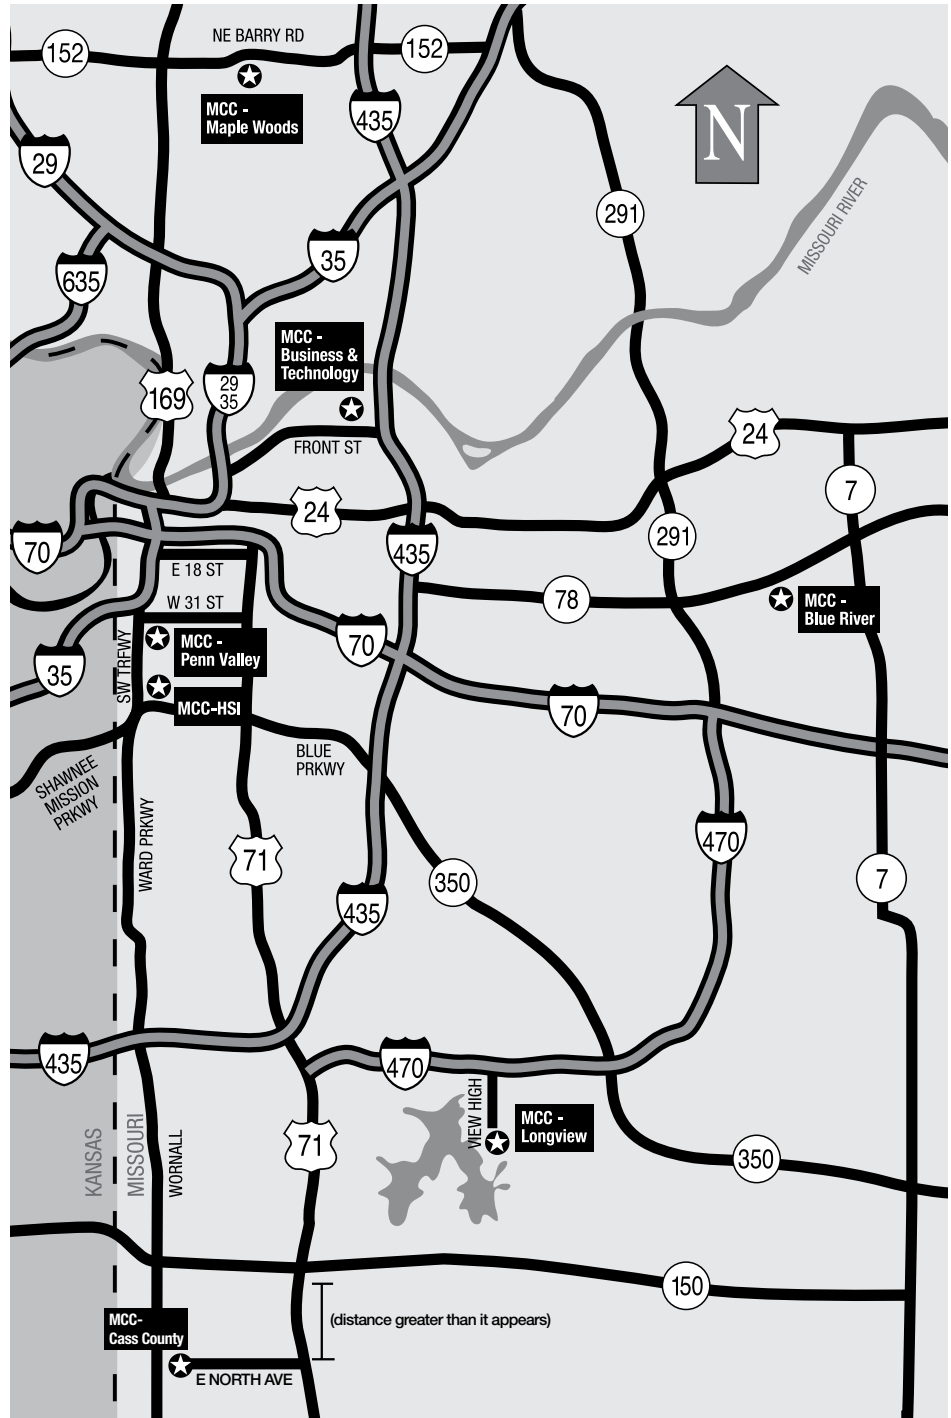 NE BARRY RD
152
152
MCC -
Maple Woods
435
N
29
291
MISSOURI RIVER
35
635
MCC -
Business &
Technology
169
29
35
24
FRONT ST
7
24
291
70
435
E 18 ST
78
W 31 ST
MCC -
Blue River
SW TRFWY
MCC -
Penn Valley
70
35
MCC-HSI
70
BLUE
PRKWY
SHAWNEE
MISSION
PRKWY
WARD PRKWY
71
470
350
7
435
435
470
VIEW HIGH
MCC -
Longview
KANSAS
MISSOURI
WORNALL
71
350
150
MCC-
Cass County
(distance greater than it appears)
E NORTH AVE